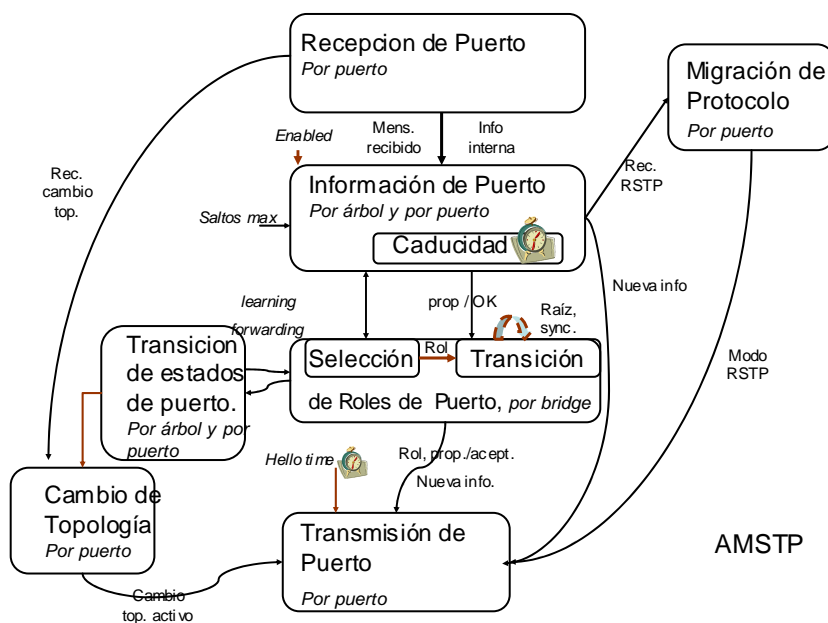 Recepcion de Puerto
Por puerto
Migración de
Protocolo
Por puerto
Enabled
Mens.
recibido
Info
interna
Rec.
cambio
top.
Rec.
RSTP
Información de Puerto
Por árbol y por puerto
Saltos max
Caducidad
Nueva info
learning
forwarding
prop / OK
Raíz,
sync.
Transicion
de estados
de puerto.
Por árbol y por
puerto
Selección
Rol
Transición
de Roles de Puerto, por bridge
Modo
RSTP
Hello time
Rol, prop./acept.
Nueva info.
Cambio de
Topología
Por puerto
Transmisión de
Puerto
Por puerto
AMSTP
Cambio
top. activo